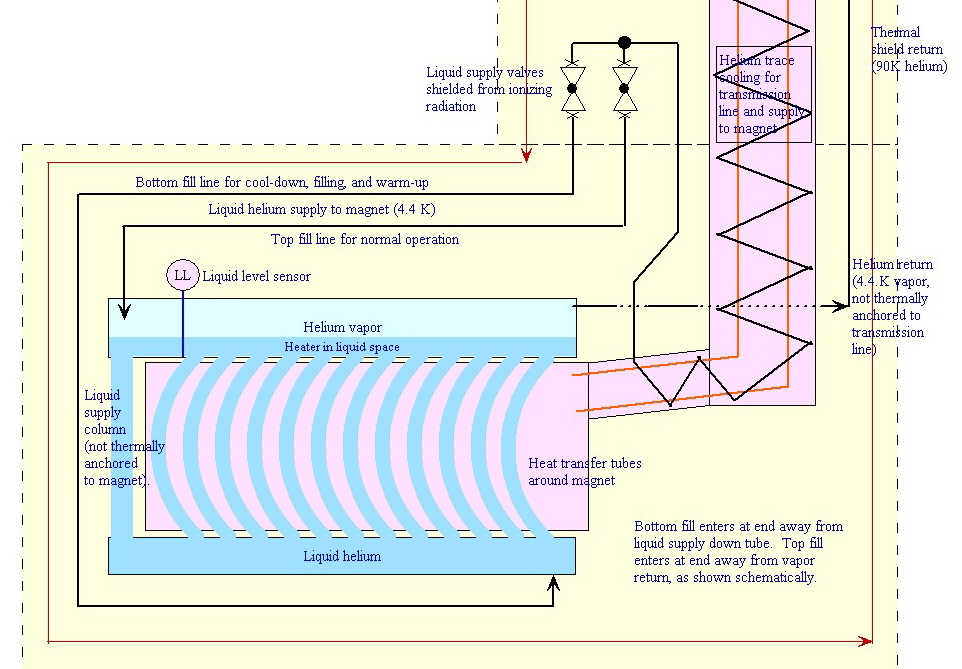 Thermal
shield return
(90K helium)
Helium trace
cooling for
transmission
line and supply
to magnet
Liquid supply valves
shielded from ionizing
radiation
Bottom fill line for cool-down, filling, and warm-up
Liquid helium supply to magnet (4.4 K)
Top fill line for normal operation
LL
Liquid level sensor
Helium return
(4.4.K vapor,
not thermally
anchored to
transmission
line)
Helium vapor
Heater in liquid space
Liquid
supply
column
(not thermally
anchored
to magnet).
Heat transfer tubes
around magnet
Bottom fill enters at end away from
liquid supply down tube.  Top fill
enters at end away from vapor
return, as shown schematically.
Liquid helium